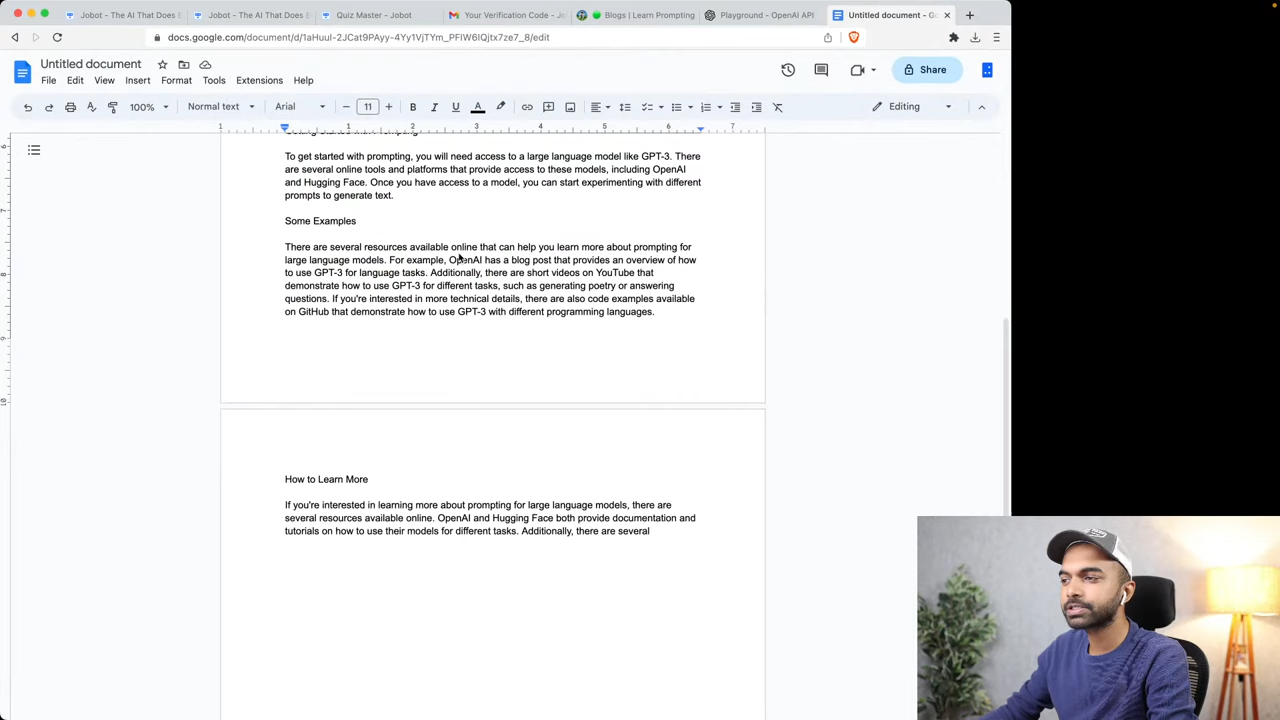 Jobot - The AI That Does E
Jobot - The AI That Does E
Quiz Master - Jobot
Your Verification Code - J
Blogs | Learn Prompting
Playground - OpenAI API
Untitled document - G
docs.google.com/document/d/1aHuul-2JCat9PAyy-4Yy1VjTYm_PFIW6IQjtx7ze7_8/edit
Untitled document
Share
File Edit View Insert Format Tools Extensions Help
100% Normal text Arial 11 Editing
1 1 2 3 4 5 6 7
To get started with prompting, you will need access to a large language model like GPT-3. There
are several online tools and platforms that provide access to these models, including OpenAI
and Hugging Face. Once you have access to a model, you can start experimenting with different
prompts to generate text.
Some Examples
There are several resources available online that can help you learn more about prompting for
large language models. For example, OpenAI has a blog post that provides an overview of how
to use GPT-3 for language tasks. Additionally, there are short videos on YouTube that
demonstrate how to use GPT-3 for different tasks, such as generating poetry or answering
questions. If you're interested in more technical details, there are also code examples available
on GitHub that demonstrate how to use GPT-3 with different programming languages.
How to Learn More
If you're interested in learning more about prompting for large language models, there are
several resources available online. OpenAI and Hugging Face both provide documentation and
tutorials on how to use their models for different tasks. Additionally, there are several